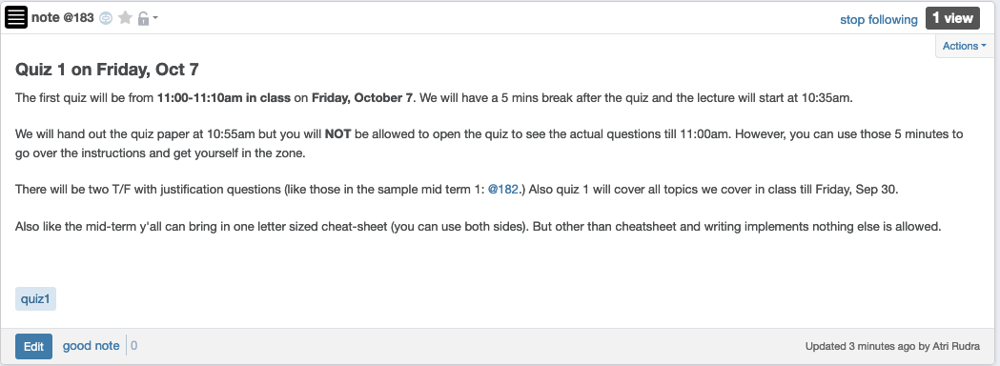 note @183
stop following 1 view
Actions
Quiz 1 on Friday, Oct 7
The first quiz will be from 11:00-11:10am in class on Friday, October 7. We will have a 5 mins break after the quiz and the lecture will start at 10:35am.
We will hand out the quiz paper at 10:55am but you will NOT be allowed to open the quiz to see the actual questions till 11:00am. However, you can use those 5 minutes to
go over the instructions and get yourself in the zone.
There will be two T/F with justification questions (like those in the sample mid term 1: @182.) Also quiz 1 will cover all topics we cover in class till Friday, Sep 30.
Also like the mid-term y'all can bring in one letter sized cheat-sheet (you can use both sides). But other than cheatsheet and writing implements nothing else is allowed.
quiz1
Edit good note 0
Updated 3 minutes ago by Atri Rudra